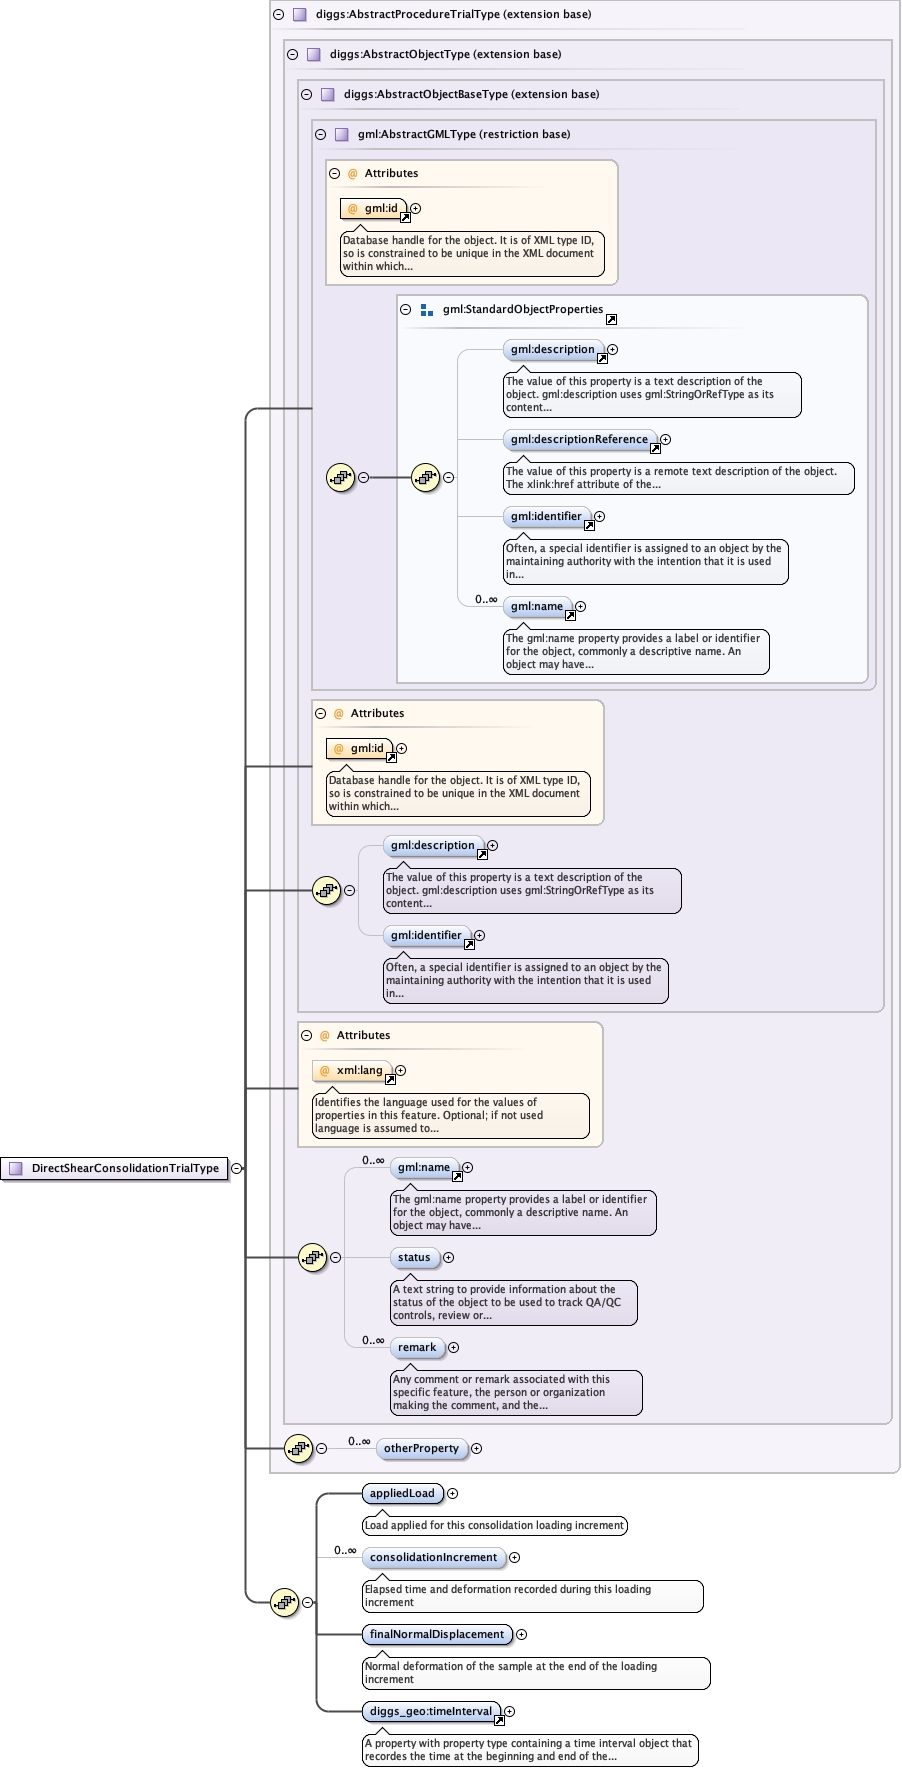 diggs:AbstractProcedureTrialType (extension base)
diggs:AbstractObjectType (extension base)
diggs:AbstractObjectBaseType (extension base)
gml:AbstractGMLType (restriction base)
@ Attributes
@ gml:id
Database handle for the object. It is of XML type ID,
so is constrained to be unique in the XML document
within which...
gml:StandardObjectProperties
gml:description
The value of this property is a text description of the
object. gml:description uses gml:StringOrRefType as its
content...
gml:descriptionReference
The value of this property is a remote text description of the object.
The xlink:href attribute of the...
gml:identifier
Often, a special identifier is assigned to an object by the
maintaining authority with the intention that it is used
in...
0..∞ gml:name
The gml:name property provides a label or identifier
for the object, commonly a descriptive name. An
object may have...
@ Attributes
@ gml:id
Database handle for the object. It is of XML type ID,
so is constrained to be unique in the XML document
within which...
gml:description
The value of this property is a text description of the
object. gml:description uses gml:StringOrRefType as its
content...
gml:identifier
Often, a special identifier is assigned to an object by the
maintaining authority with the intention that it is used
in...
@ Attributes
@ xml:lang
Identifies the language used for the values of
properties in this feature. Optional; if not used
language is assumed to...
DirectShearConsolidationTrialType
0..∞ gml:name
The gml:name property provides a label or identifier
for the object, commonly a descriptive name. An
object may have...
status
A text string to provide information about the
status of the object to be used to track QA/QC
controls, review or...
0..∞ remark
Any comment or remark associated with this
specific feature, the person or organization
making the comment, and the...
0..∞ otherProperty
appliedLoad
Load applied for this consolidation loading increment
0..∞ consolidationIncrement
Elapsed time and deformation recorded during this loading
increment
finalNormalDisplacement
Normal deformation of the sample at the end of the loading
increment
diggs_geo:timeInterval
A property with property type containing a time interval object that
recordes the time at the beginning and end of the...